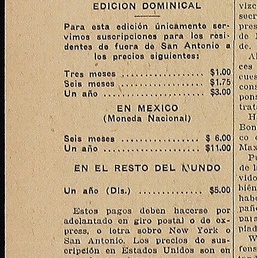 EDICION DOMINICAL
Para esta edición únicamente ser-
vimos suscripciones para los resi-
dentes de fuera de San Antonio a
los precios siguientes:
Tres meses .................. $1.00
Seis meses .................. $1.75
Un año ...................... $3.00
EN MEXICO
(Moneda Nacional)
Seis meses .................. $ 6.00
Un año ...................... $11.00
EN EL RESTO DEL MUNDO
Un año (Dls.) ............... $5.00
Estos pagos deben hacerse por
adelantado en giro postal o de ex-
press, o letra sobre New York o
San Antonio. Los precios de sus-
cripción en Estados Unidos son en